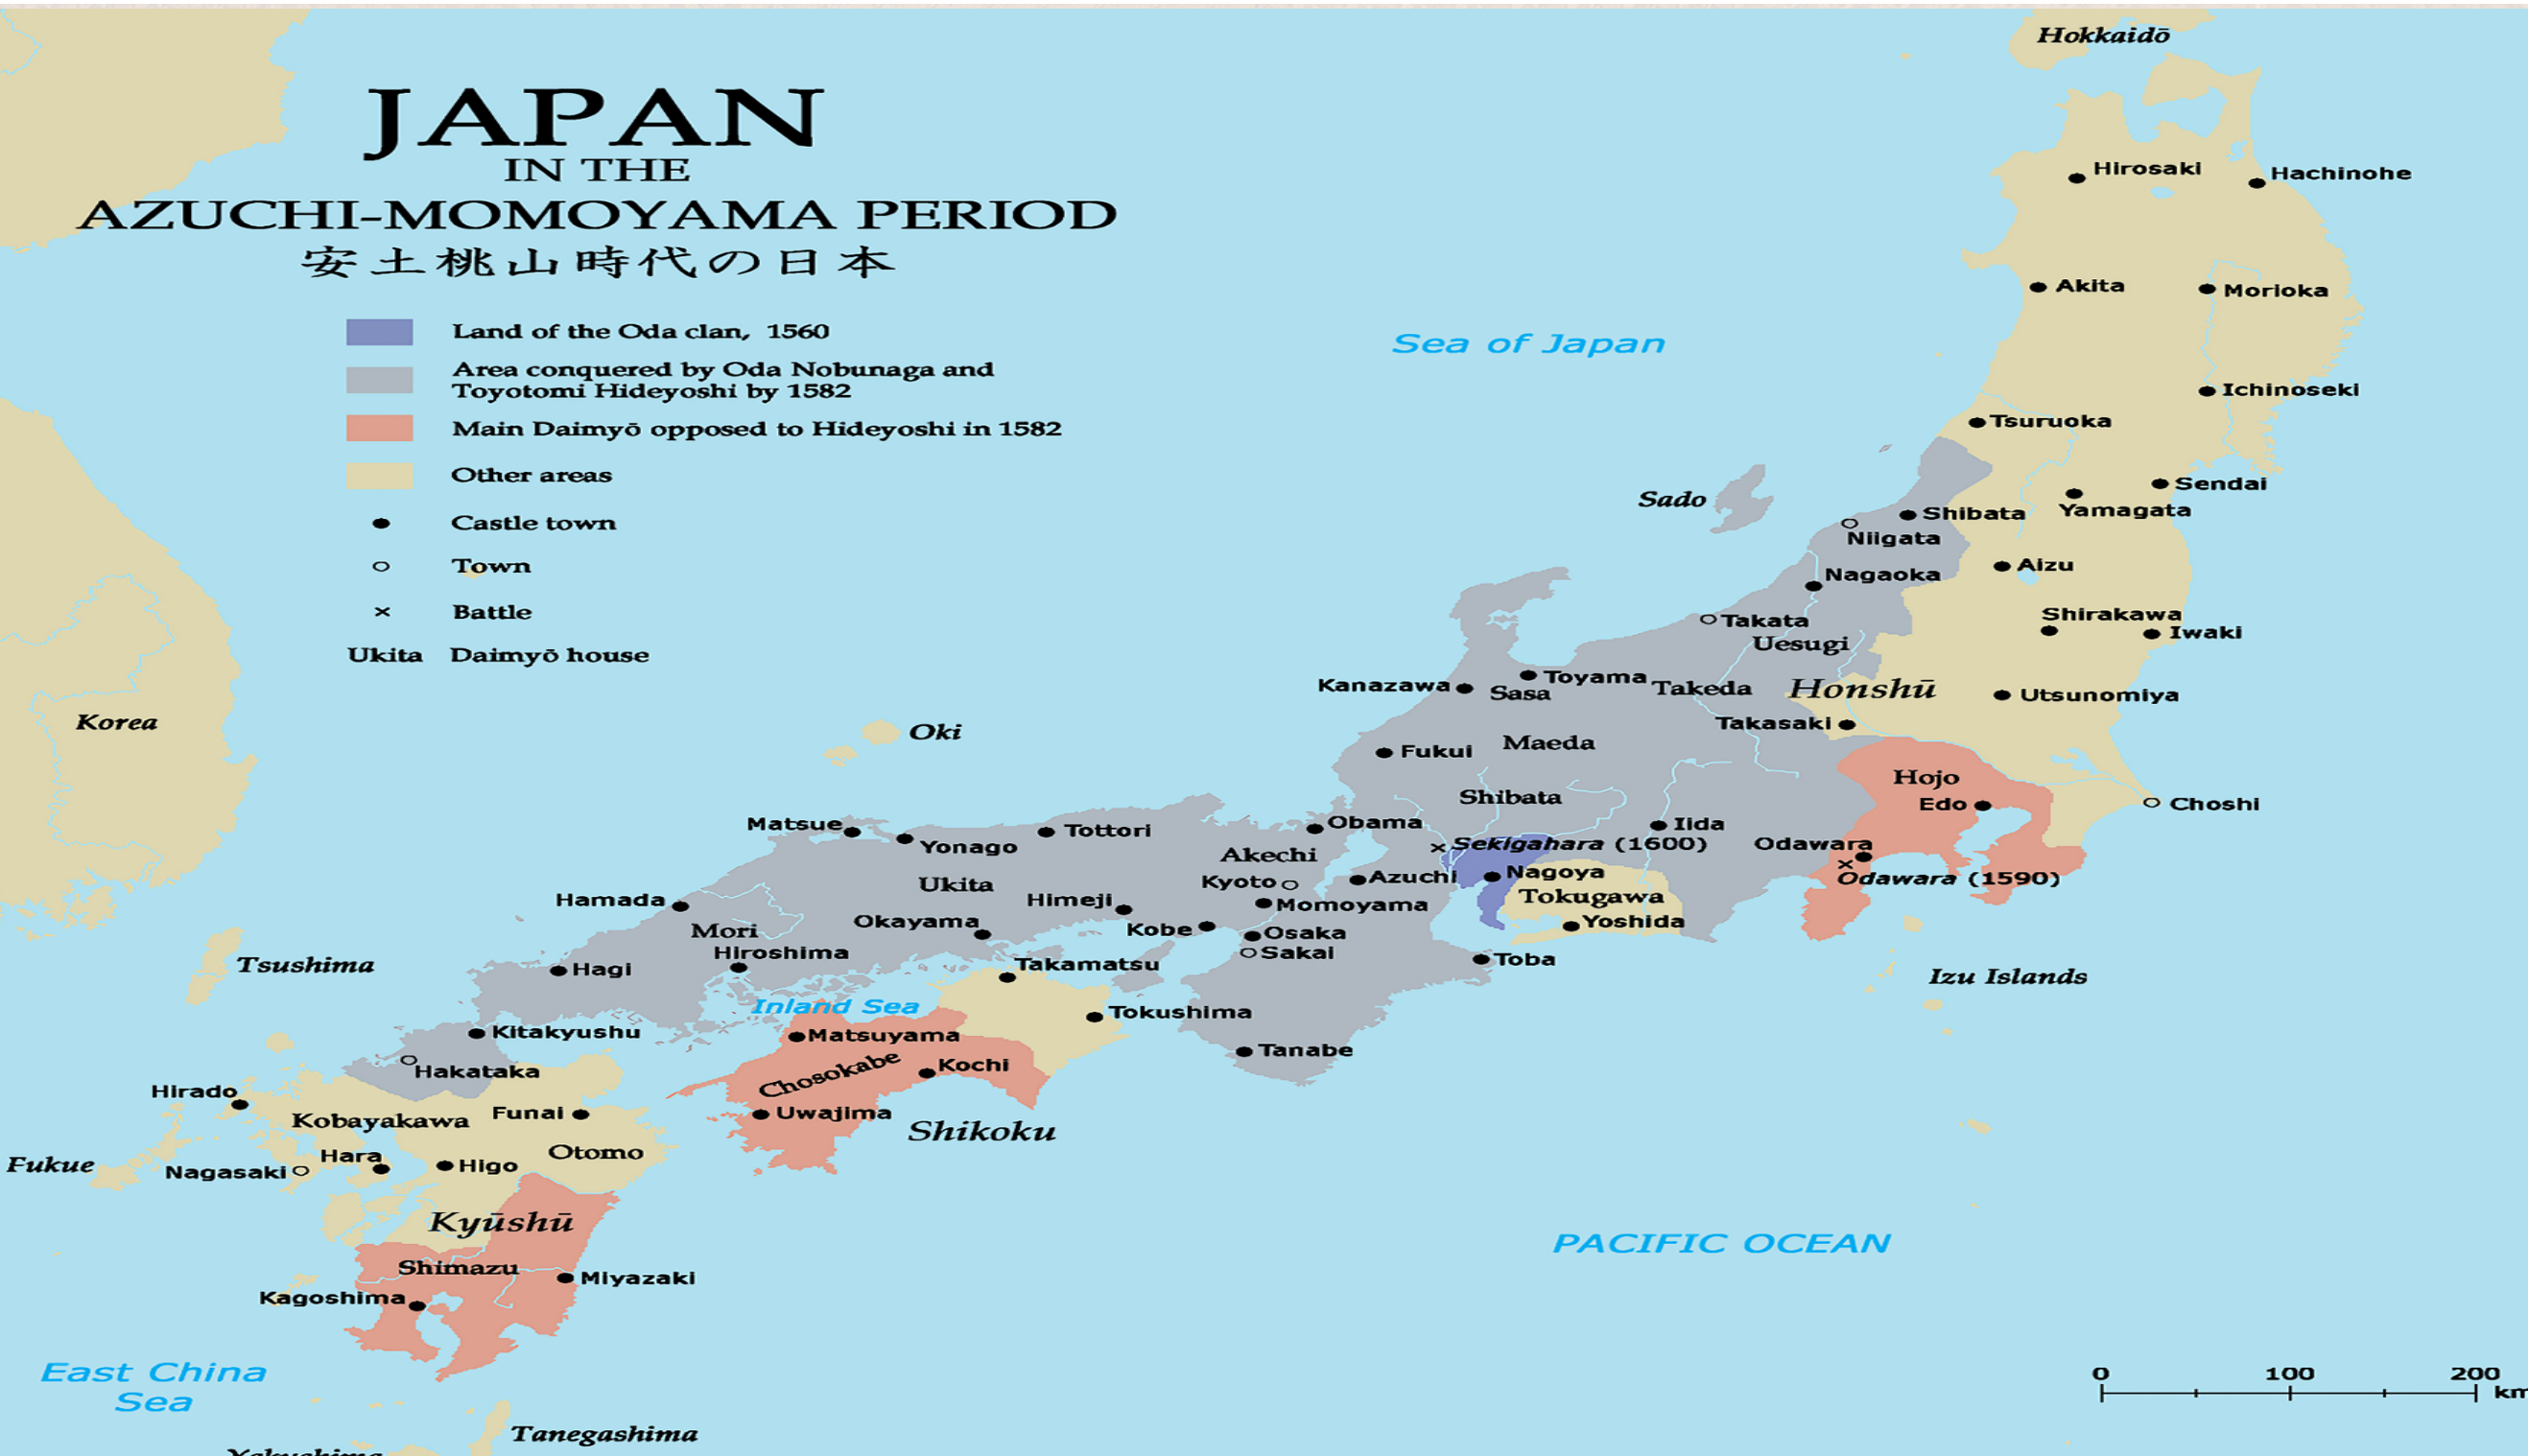 JAPAN
IN THE
AZUCHI-MOMOYAMA PERIOD
安土桃山時代の日本
Land of the Oda clan, 1560
Area conquered by Oda Nobunaga and
Toyotomi Hideyoshi by 1582
Main Daimyō opposed to Hideyoshi in 1582
Other areas
Castle town
Town
Battle
Ukita Daimyō house
Hokkaidō
Hirosaki
Hachinohe
Akita
Morioka
Sea of Japan
Ichinoseki
Tsuruoka
Sendai
Sado
Yamagata
Shibata
Niigata
Aizu
Nagaoka
Shirakawa
Takata
Iwaki
Uesugi
Toyama
Kanazawa
Sasa
Takeda
Honshū
Utsunomiya
Korea
Takasaki
Oki
Maeda
Fukui
Hojo
Shibata
Edo
Choshi
Matsue
Obama
Iida
Tottori
Yonago
Sekigahara (1600)
Odawara
Akechi
Nagoya
Azuchi
Odawara (1590)
Kyoto
Ukita
Tokugawa
Hamada
Himeji
Momoyama
Okayama
Yoshida
Mori
Kobe
Osaka
Hiroshima
Sakai
Toba
Tsushima
Hagi
Takamatsu
Izu Islands
Inland Sea
Tokushima
Kitakyushu
Matsuyama
Tanabe
Hakataka
Chosokabe
Kochi
Hirado
Kobayakawa
Funai
Uwajima
Shikoku
Otomo
Hara
Fukue
Nagasaki
Higo
Kyūshū
PACIFIC OCEAN
Shimazu
Miyazaki
Kagoshima
East China
Sea
0 100 200
km
Tanegashima